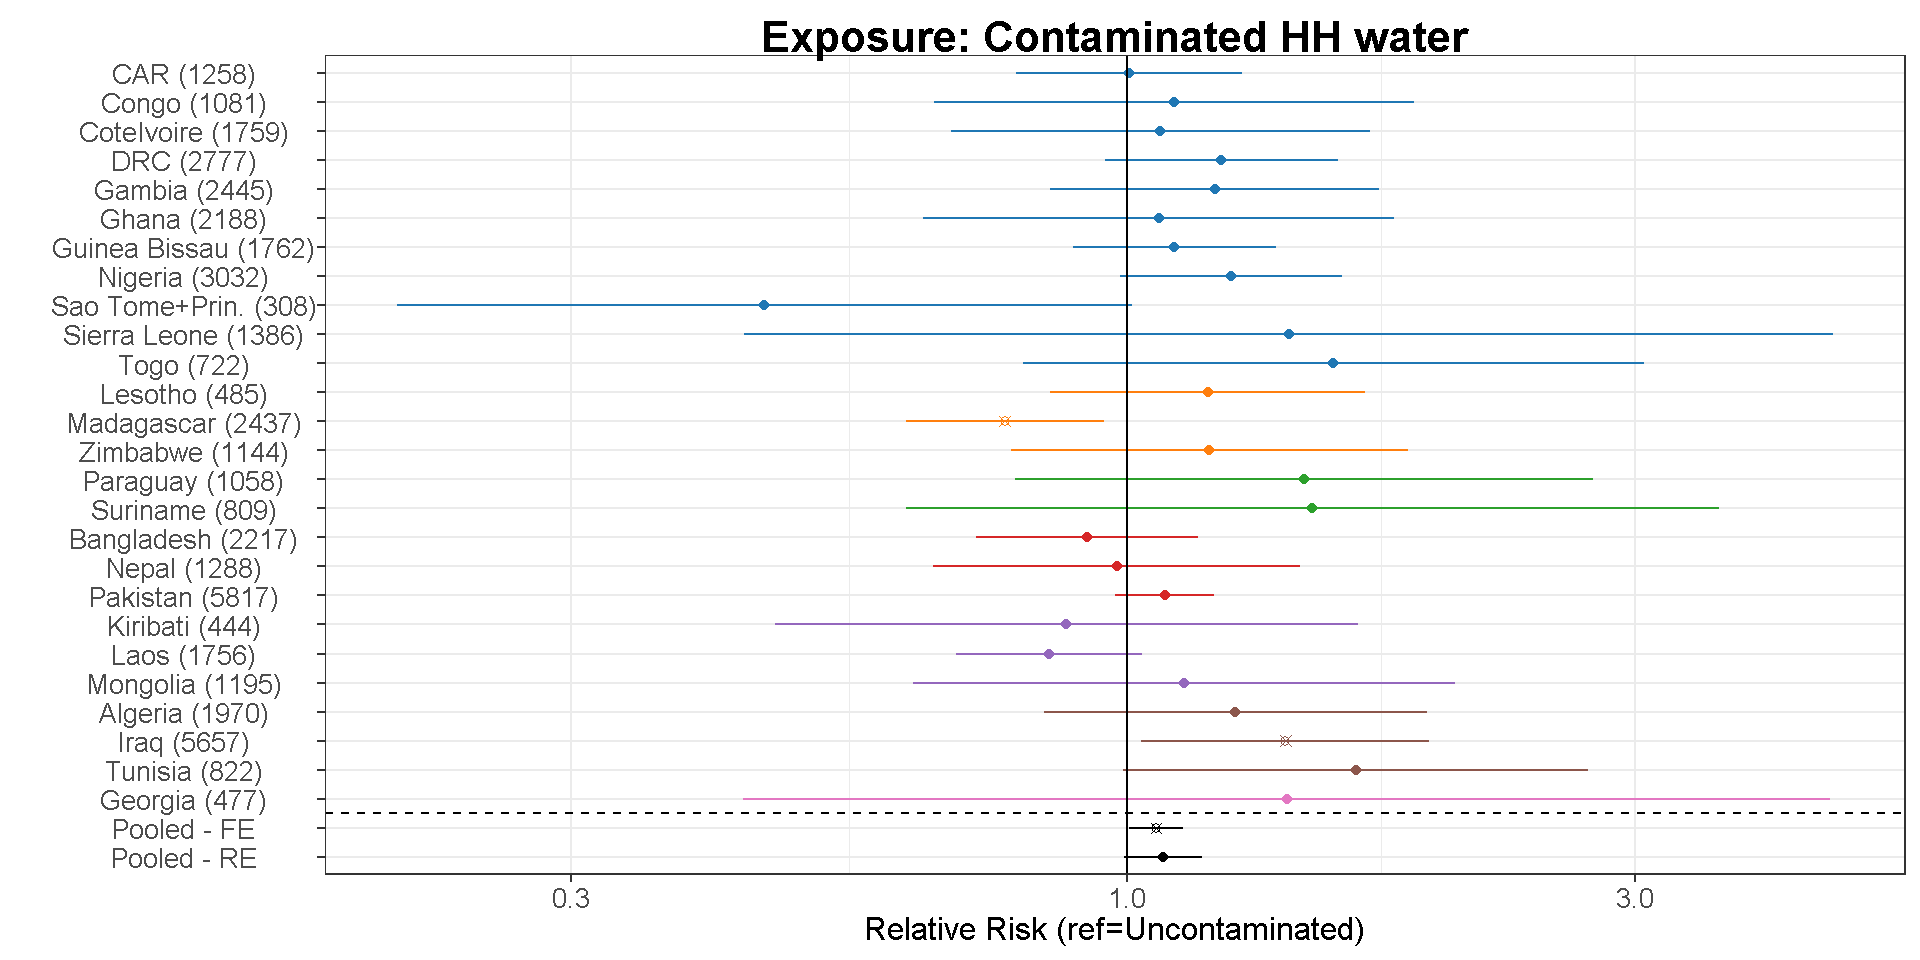 Exposure: Contaminated HH water
CAR (1258)
Congo (1081)
CoteIvoire (1759)
DRC (2777)
Gambia (2445)
Ghana (2188)
Guinea Bissau (1762)
Nigeria (3032)
Sao Tome+Prin. (308)
Sierra Leone (1386)
Togo (722)
Lesotho (485)
Madagascar (2437)
Zimbabwe (1144)
Paraguay (1058)
Suriname (809)
Bangladesh (2217)
Nepal (1288)
Pakistan (5817)
Kiribati (444)
Laos (1756)
Mongolia (1195)
Algeria (1970)
Iraq (5657)
Tunisia (822)
Georgia (477)
Pooled - FE
Pooled - RE
0.3 1.0 3.0
Relative Risk (ref=Uncontaminated)